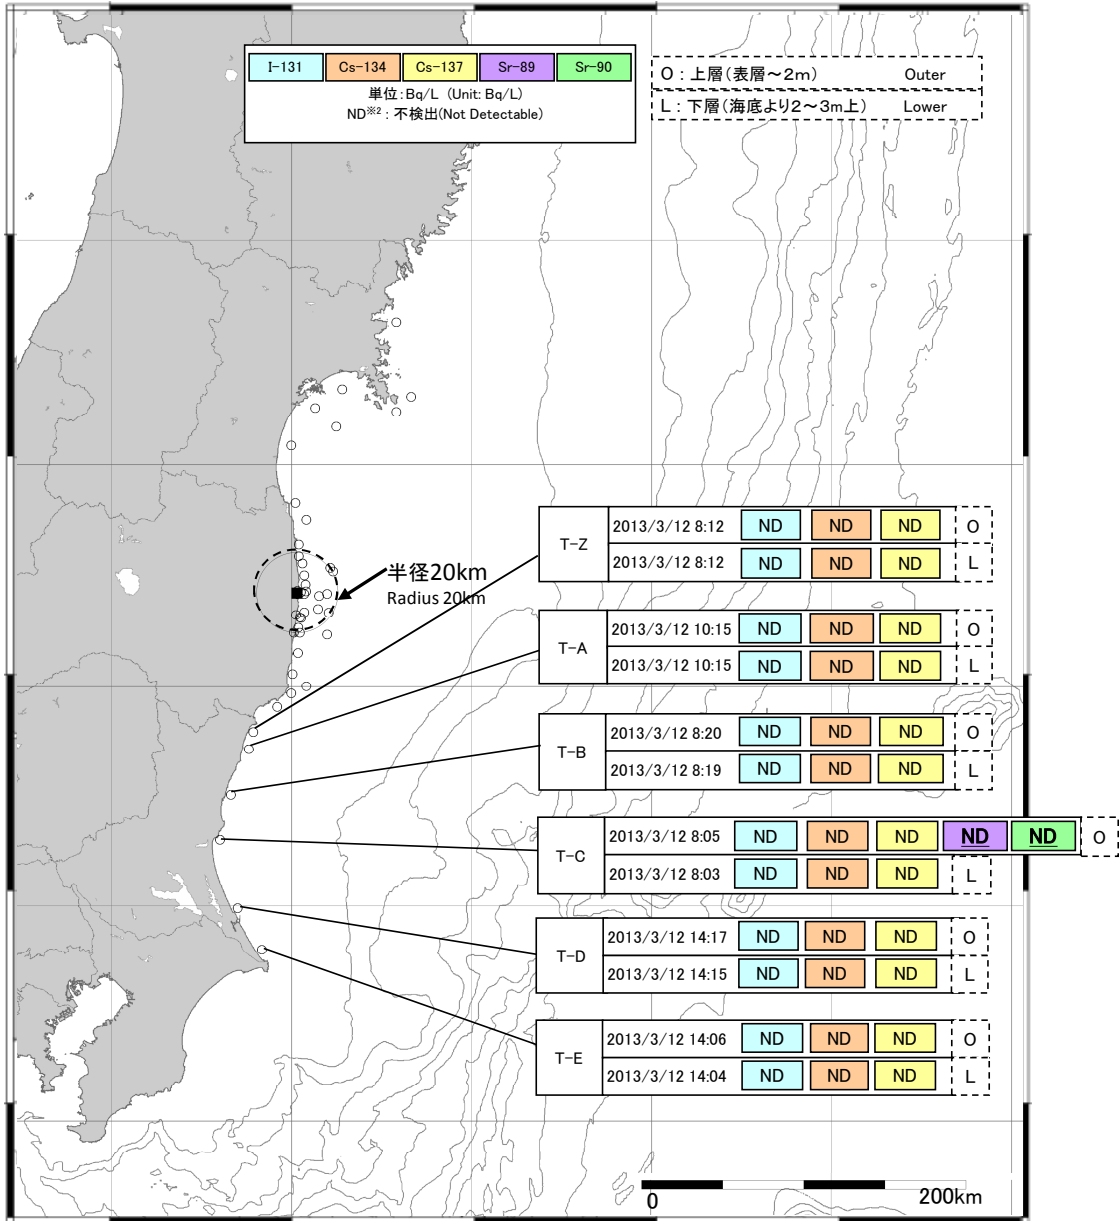 I-131 Cs-134 Cs-137 Sr-89 Sr-90
単位:Bq/L (Unit: Bq/L)
ND※2 : 不検出(Not Detectable)
O : 上層(表層～2m) Outer
L : 下層(海底より2～3m上) Lower
半径20km
Radius 20km
T-Z
2013/3/12 8:12 ND ND ND O
2013/3/12 8:12 ND ND ND L
T-A
2013/3/12 10:15 ND ND ND O
2013/3/12 10:15 ND ND ND L
T-B
2013/3/12 8:20 ND ND ND O
2013/3/12 8:19 ND ND ND L
T-C
2013/3/12 8:05 ND ND ND ND ND O
2013/3/12 8:03 ND ND ND L
T-D
2013/3/12 14:17 ND ND ND O
2013/3/12 14:15 ND ND ND L
T-E
2013/3/12 14:06 ND ND ND O
2013/3/12 14:04 ND ND ND L
0 200km